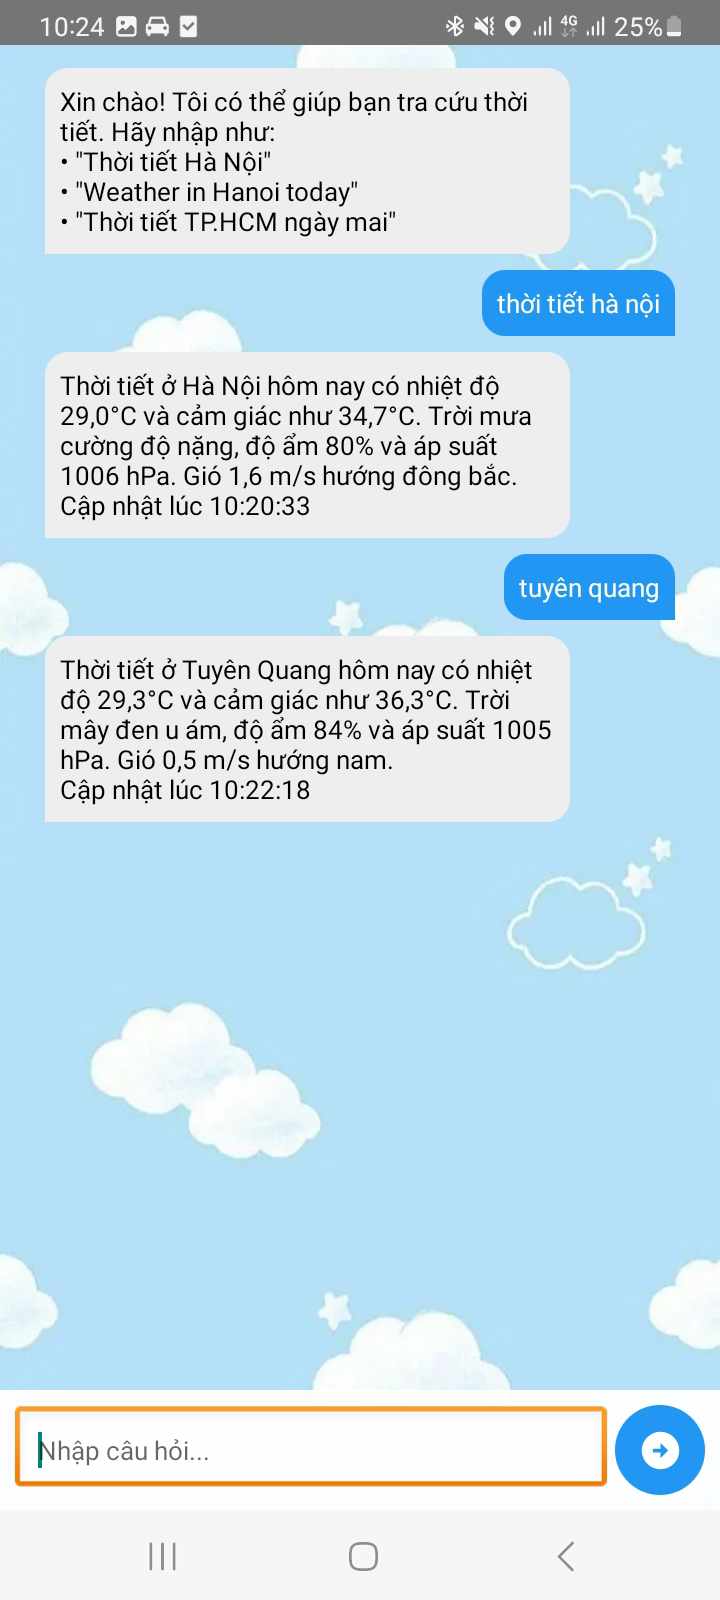 10:24
4G
25%
Xin chào! Tôi có thể giúp bạn tra cứu thời
tiết. Hãy nhập như:
• "Thời tiết Hà Nội"
• "Weather in Hanoi today"
• "Thời tiết TP.HCM ngày mai"
thời tiết hà nội
Thời tiết ở Hà Nội hôm nay có nhiệt độ
29,0°C và cảm giác như 34,7°C. Trời mưa
cường độ nặng, độ ẩm 80% và áp suất
1006 hPa. Gió 1,6 m/s hướng đông bắc.
Cập nhật lúc 10:20:33
tuyên quang
Thời tiết ở Tuyên Quang hôm nay có nhiệt
độ 29,3°C và cảm giác như 36,3°C. Trời
mây đen u ám, độ ẩm 84% và áp suất 1005
hPa. Gió 0,5 m/s hướng nam.
Cập nhật lúc 10:22:18
Nhập câu hỏi...